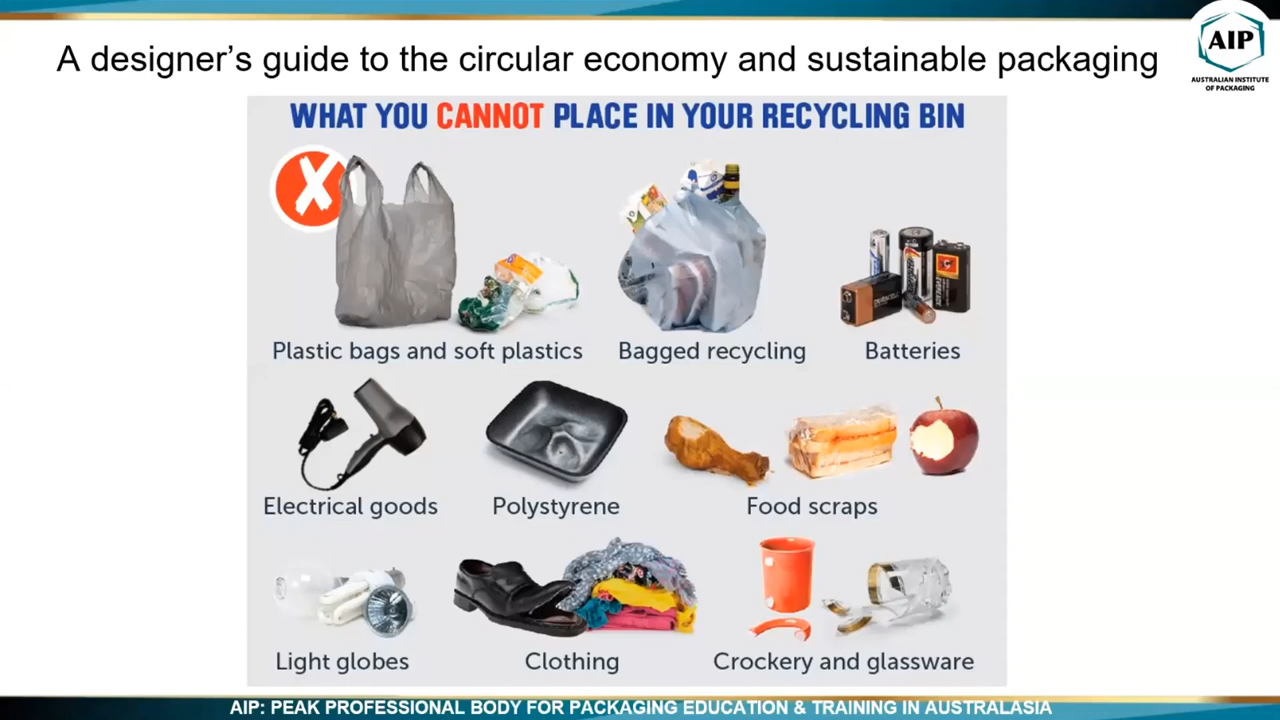 A designer's guide to the circular economy and sustainable packaging
AIP
AUSTRALIAN INSTITUTE
OF PACKAGING
WHAT YOU CANNOT PLACE IN YOUR RECYCLING BIN
X
Plastic bags and soft plastics
Bagged recycling
Batteries
Electrical goods
Polystyrene
Food scraps
Light globes
Clothing
Crockery and glassware
AIP: PEAK PROFESSIONAL BODY FOR PACKAGING EDUCATION & TRAINING IN AUSTRALASIA